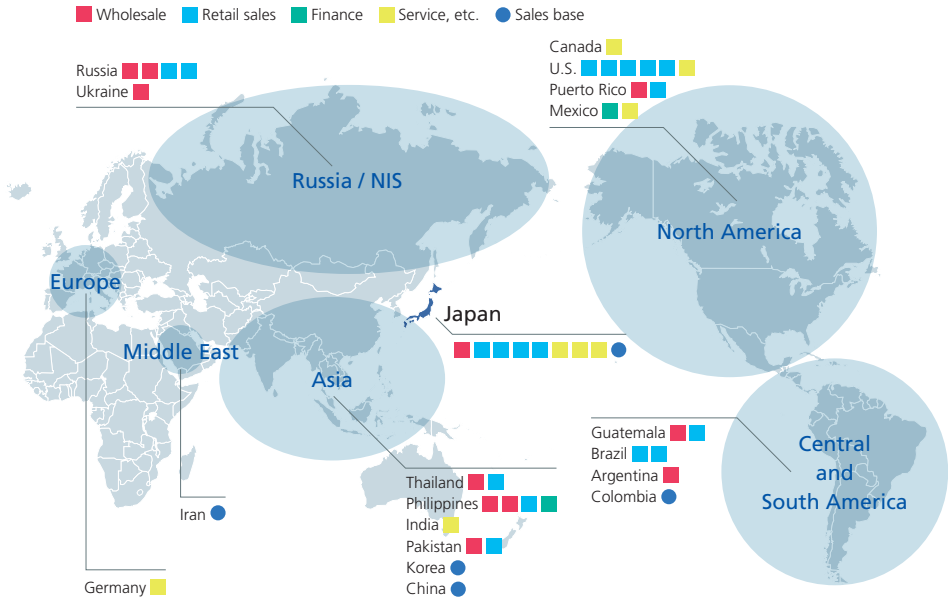 Wholesale Retail sales Finance Service, etc. Sales base
Russia
Ukraine
Canada
U.S.
Puerto Rico
Mexico
Russia / NIS
North America
Europe
Japan
Middle East
Asia
Guatemala
Brazil
Argentina
Colombia
Central
and
South America
Thailand
Philippines
India
Pakistan
Korea
China
Iran
Germany